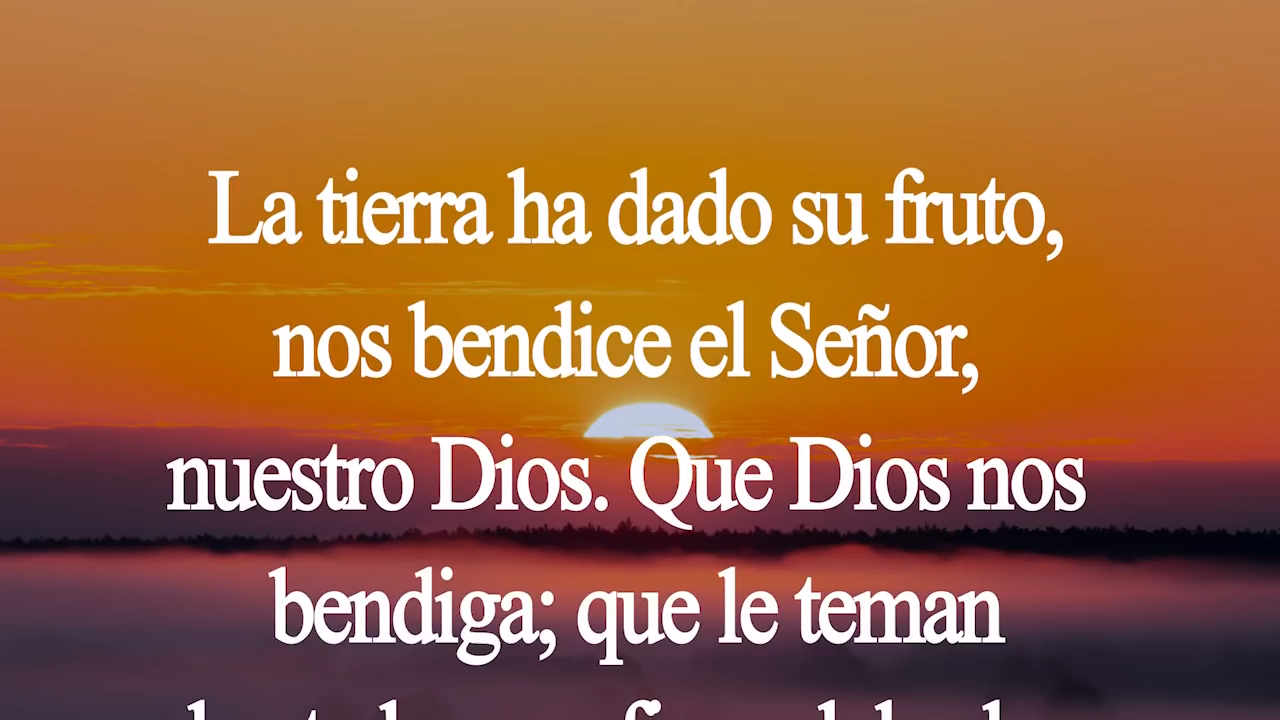 La tierra ha dado su fruto,
nos bendice el Señor,
nuestro Dios. Que Dios nos
bendiga; que le teman